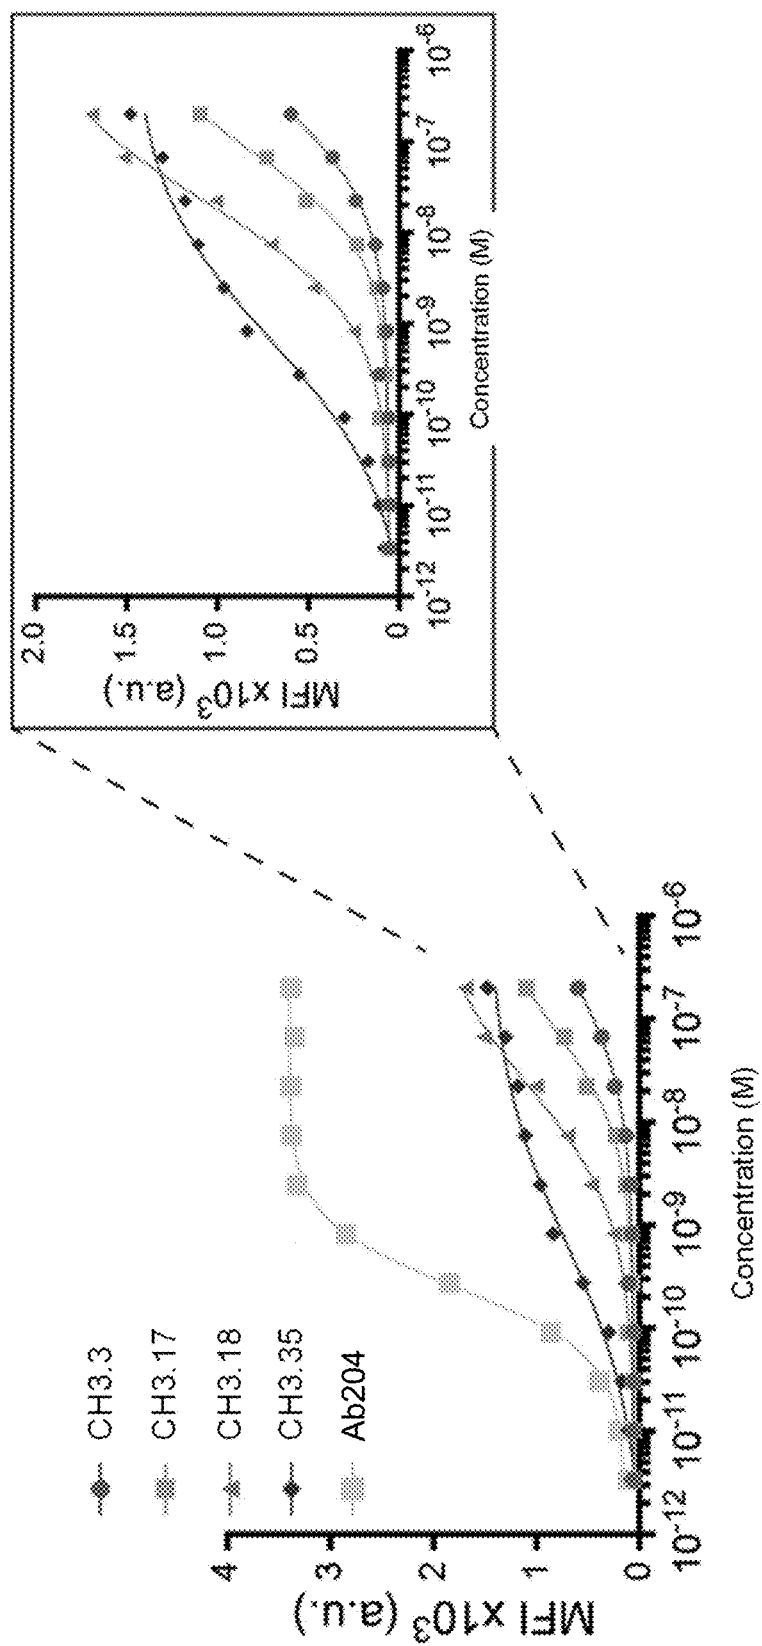 CH3.3
CH3.17
CH3.18
CH3.35
Ab204
MFI x10³ (a.u.)
4
3
2
1
0
10⁻¹² 10⁻¹¹ 10⁻¹⁰ 10⁻⁹ 10⁻⁸ 10⁻⁷ 10⁻⁶
Concentration (M)
MFI x10³ (a.u.)
2.0
1.5
1.0
0.5
0
10⁻¹² 10⁻¹¹ 10⁻¹⁰ 10⁻⁹ 10⁻⁸ 10⁻⁷ 10⁻⁶
Concentration (M)